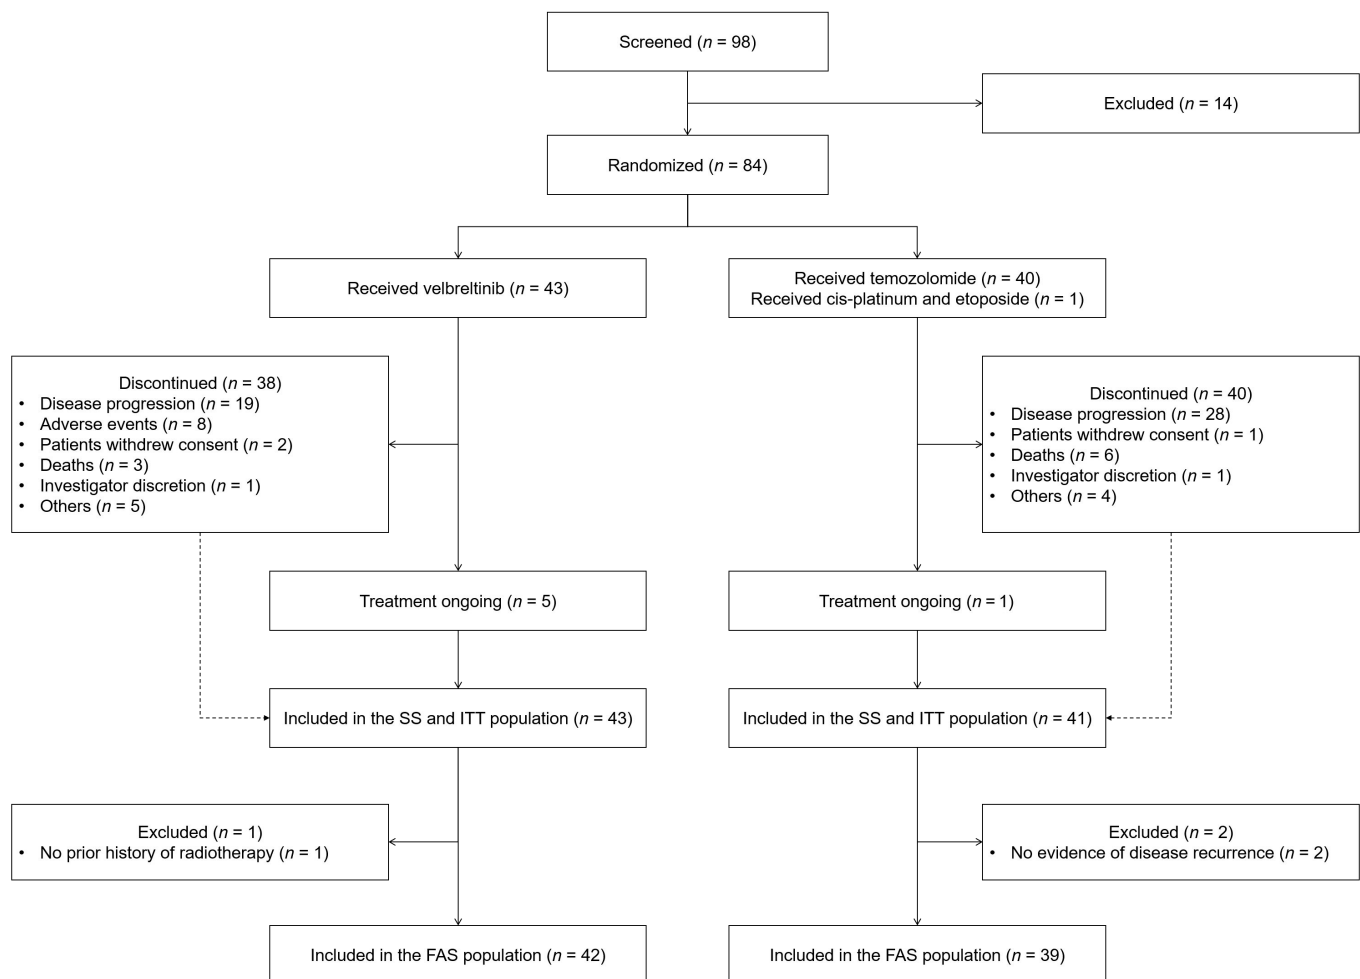 Screened (n = 98)
Excluded (n = 14)
Randomized (n = 84)
Received velbreltinib (n = 43)
Received temozolomide (n = 40)
Received cis-platinum and etoposide (n = 1)
Discontinued (n = 38)
• Disease progression (n = 19)
• Adverse events (n = 8)
• Patients withdrew consent (n = 2)
• Deaths (n = 3)
• Investigator discretion (n = 1)
• Others (n = 5)
Discontinued (n = 40)
• Disease progression (n = 28)
• Patients withdrew consent (n = 1)
• Deaths (n = 6)
• Investigator discretion (n = 1)
• Others (n = 4)
Treatment ongoing (n = 5)
Treatment ongoing (n = 1)
Included in the SS and ITT population (n = 43)
Included in the SS and ITT population (n = 41)
Excluded (n = 1)
• No prior history of radiotherapy (n = 1)
Excluded (n = 2)
• No evidence of disease recurrence (n = 2)
Included in the FAS population (n = 42)
Included in the FAS population (n = 39)